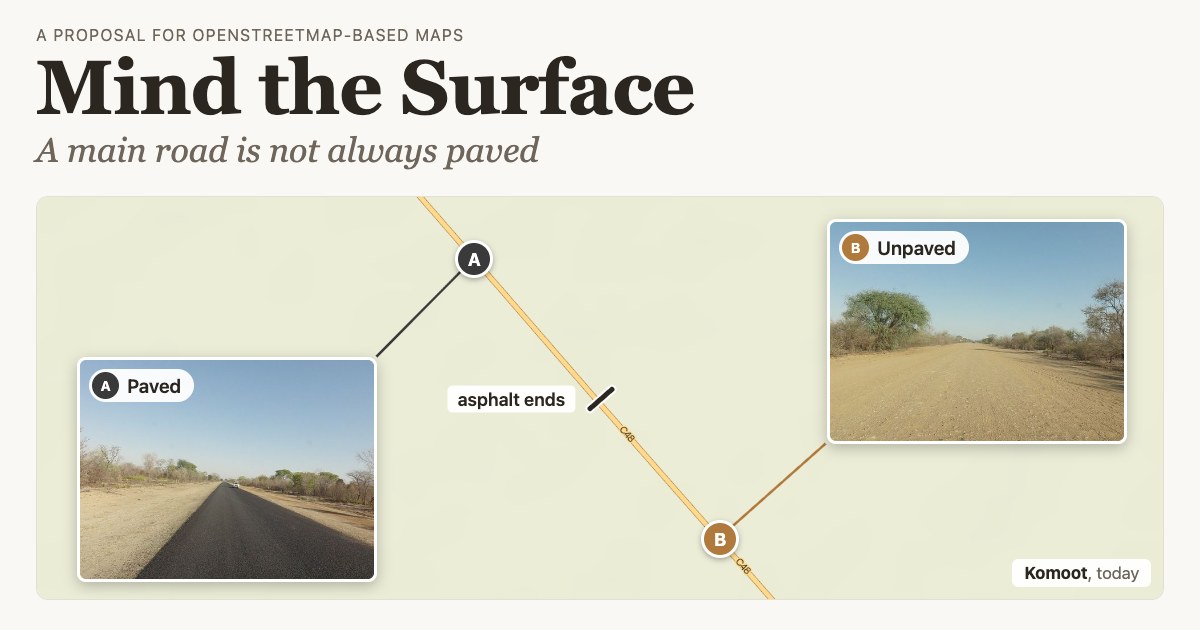 A PROPOSAL FOR OPENSTREETMAP-BASED MAPS
Mind the Surface
A main road is not always paved
A
B Unpaved
A Paved
asphalt ends
C48
B
C48
Komoot, today